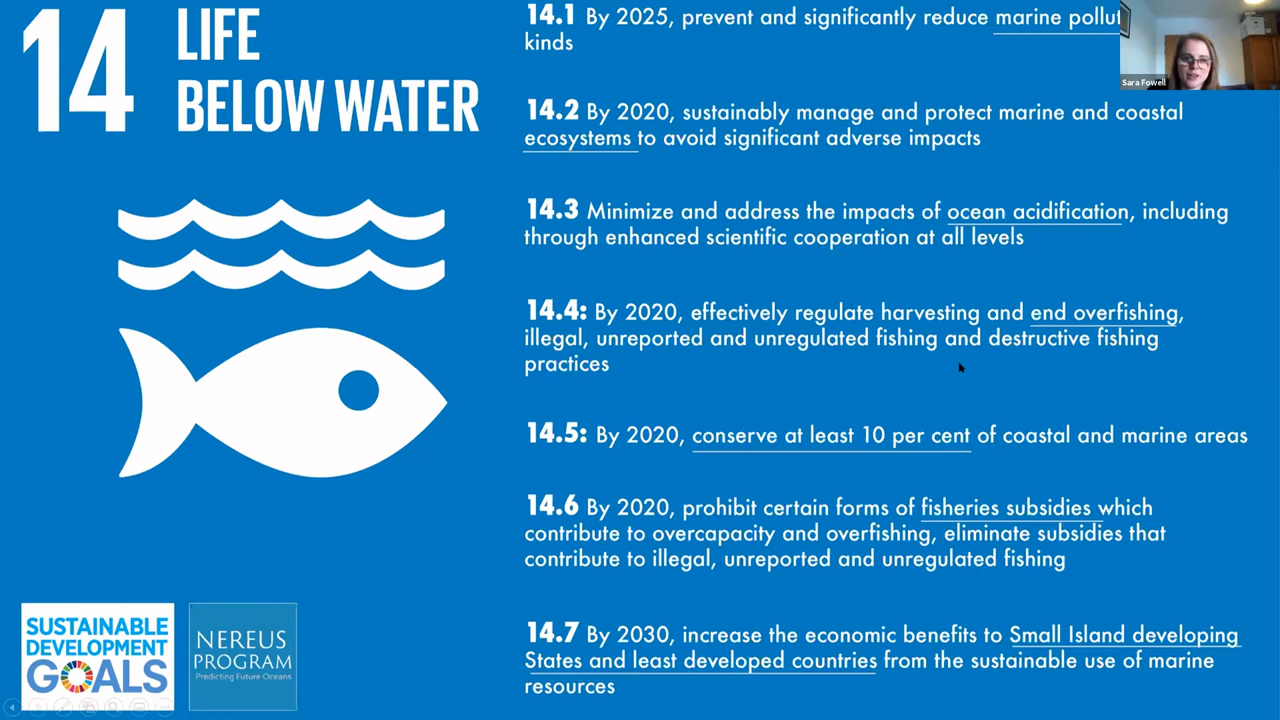 14
LIFE
BELOW WATER
14.1 By 2025, prevent and significantly reduce marine
kinds
14.2 By 2020, sustainably manage and protect marine and coastal
ecosystems to avoid significant adverse impacts
14.3 Minimize and address the impacts of ocean acidification, including
through enhanced scientific cooperation at all levels
14.4: By 2020, effectively regulate harvesting and end overfishing,
illegal, unreported and unregulated fishing and destructive fishing
practices
14.5: By 2020, conserve at least 10 per cent of coastal and marine areas
14.6 By 2020, prohibit certain forms of fisheries subsidies which
contribute to overcapacity and overfishing, eliminate subsidies that
contribute to illegal, unreported and unregulated fishing
14.7 By 2030, increase the economic benefits to Small Island developing
States and least developed countries from the sustainable use of marine
resources
Sara Fowell
SUSTAINABLE
DEVELOPMENT
GOALS
NEREUS
PROGRAM
Predicting Future Oceans